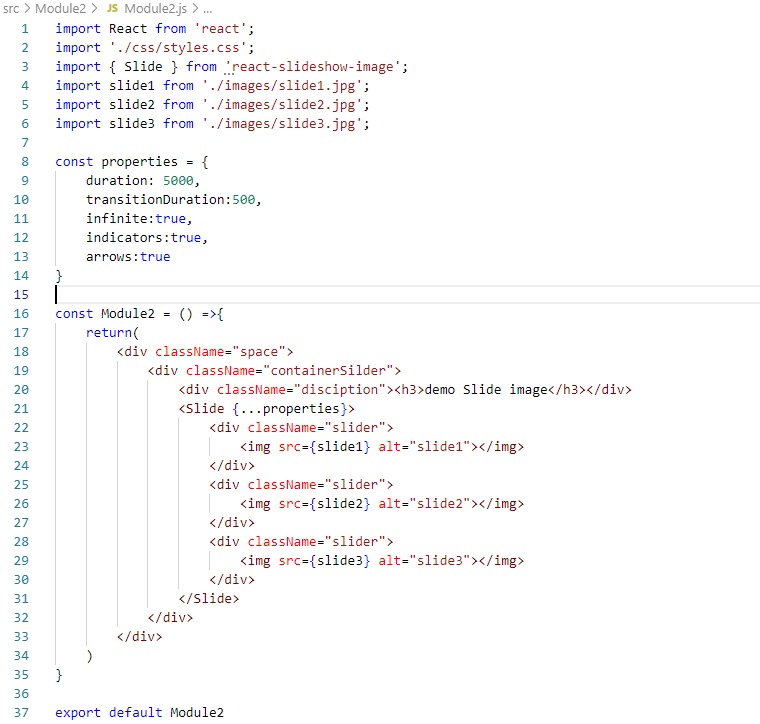 src > Module2 > JS Module2.js > ...
1 import React from 'react';
2 import './css/styles.css';
3 import { Slide } from 'react-slideshow-image';
4 import slide1 from './images/slide1.jpg';
5 import slide2 from './images/slide2.jpg';
6 import slide3 from './images/slide3.jpg';
7
8 const properties = {
9     duration: 5000,
10     transitionDuration:500,
11     infinite:true,
12     indicators:true,
13     arrows:true
14 }
15
16 const Module2 = () =>{
17     return(
18         <div className="space">
19             <div className="containerSilder">
20                 <div className="disciption"><h3>demo Slide image</h3></div>
21                 <Slide {...properties}>
22                     <div className="slider">
23                         <img src={slide1} alt="slide1"></img>
24                     </div>
25                     <div className="slider">
26                         <img src={slide2} alt="slide2"></img>
27                     </div>
28                     <div className="slider">
29                         <img src={slide3} alt="slide3"></img>
30                     </div>
31                 </Slide>
32             </div>
33         </div>
34     )
35 }
36
37 export default Module2